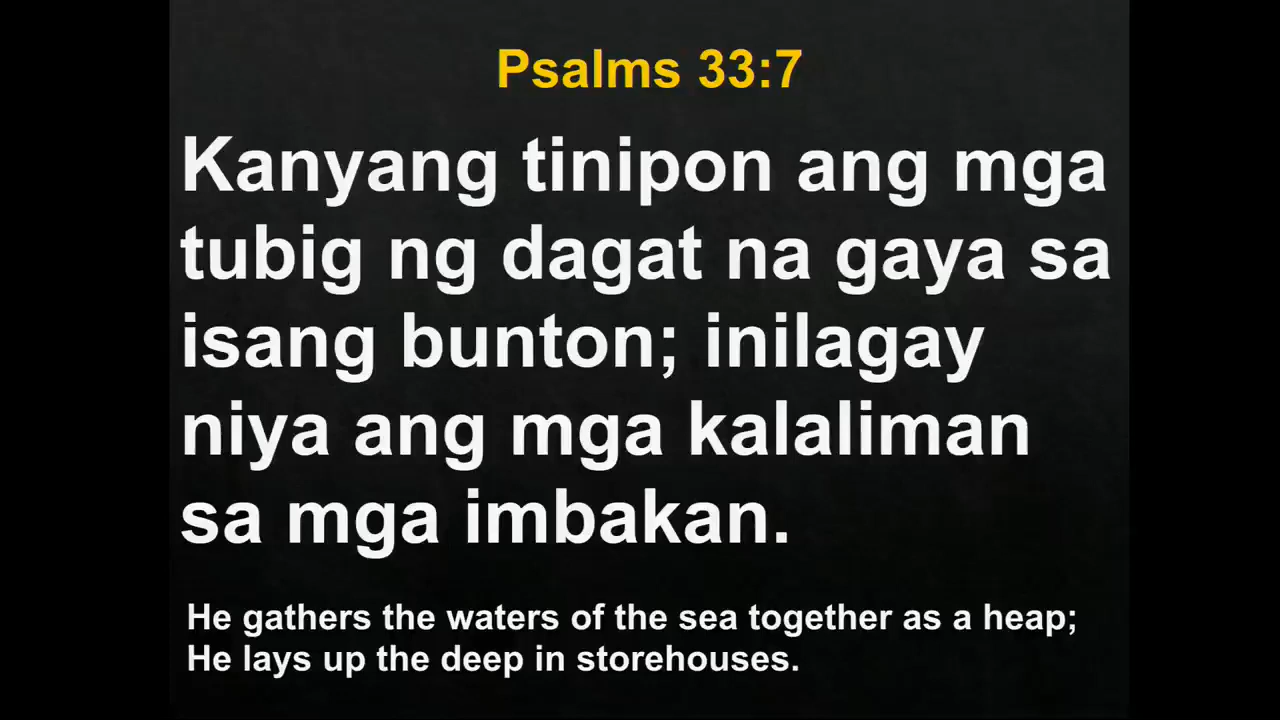 Psalms 33:7
Kanyang tinipon ang mga
tubig ng dagat na gaya sa
isang bunton; inilagay
niya ang mga kalaliman
sa mga imbakan.
He gathers the waters of the sea together as a heap;
He lays up the deep in storehouses.